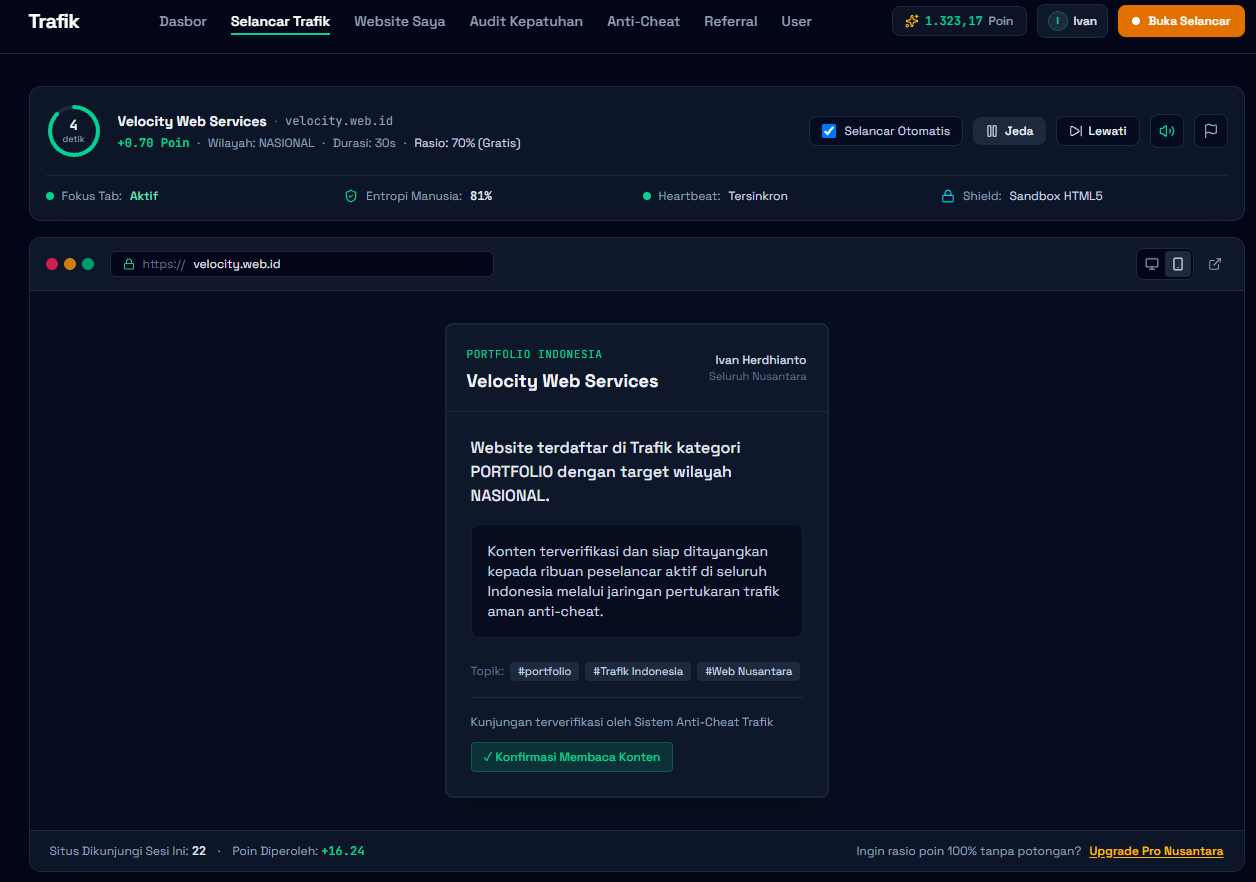 Trafik
Dasbor Selancar Trafik Website Saya Audit Kepatuhan Anti-Cheat Referral User
1.323,17 Poin
I Ivan
Buka Selancar
4
detik
Velocity Web Services · velocity.web.id
+0.70 Poin · Wilayah: NASIONAL · Durasi: 30s · Rasio: 70% (Gratis)
Selancar Otomatis
Jeda
Lewati
Fokus Tab: Aktif
Entropi Manusia: 81%
Heartbeat: Tersinkron
Shield: Sandbox HTML5
https:// velocity.web.id
PORTFOLIO INDONESIA
Velocity Web Services
Ivan Herdhianto
Seluruh Nusantara
Website terdaftar di Trafik kategori
PORTFOLIO dengan target wilayah
NASIONAL.
Konten terverifikasi dan siap ditayangkan
kepada ribuan peselancar aktif di seluruh
Indonesia melalui jaringan pertukaran trafik
aman anti-cheat.
Topik: #portfolio #Trafik Indonesia #Web Nusantara
Kunjungan terverifikasi oleh Sistem Anti-Cheat Trafik
✓ Konfirmasi Membaca Konten
Situs Dikunjungi Sesi Ini: 22 · Poin Diperoleh: +16.24
Ingin rasio poin 100% tanpa potongan? Upgrade Pro Nusantara